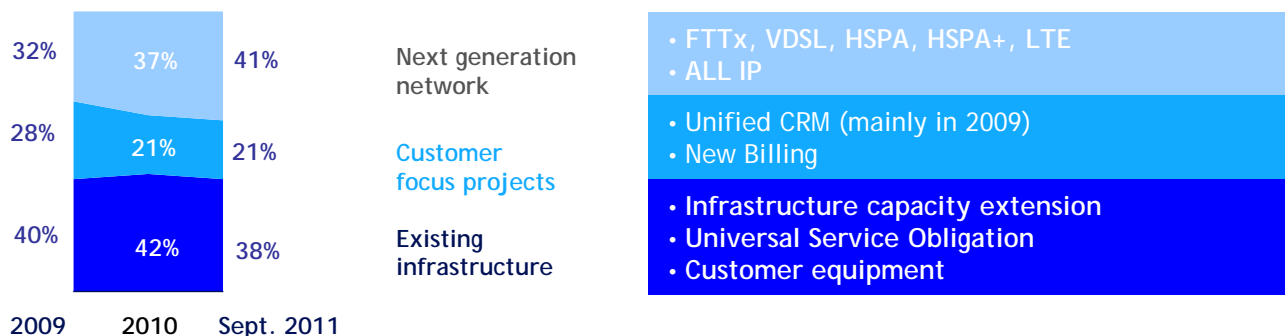 32%
37%
41%
Next generation
network
• FTTx, VDSL, HSPA, HSPA+, LTE
• ALL IP
28%
21%
21%
Customer
focus projects
• Unified CRM (mainly in 2009)
• New Billing
40%
42%
38%
Existing
infrastructure
• Infrastructure capacity extension
• Universal Service Obligation
• Customer equipment
2009
2010
Sept. 2011